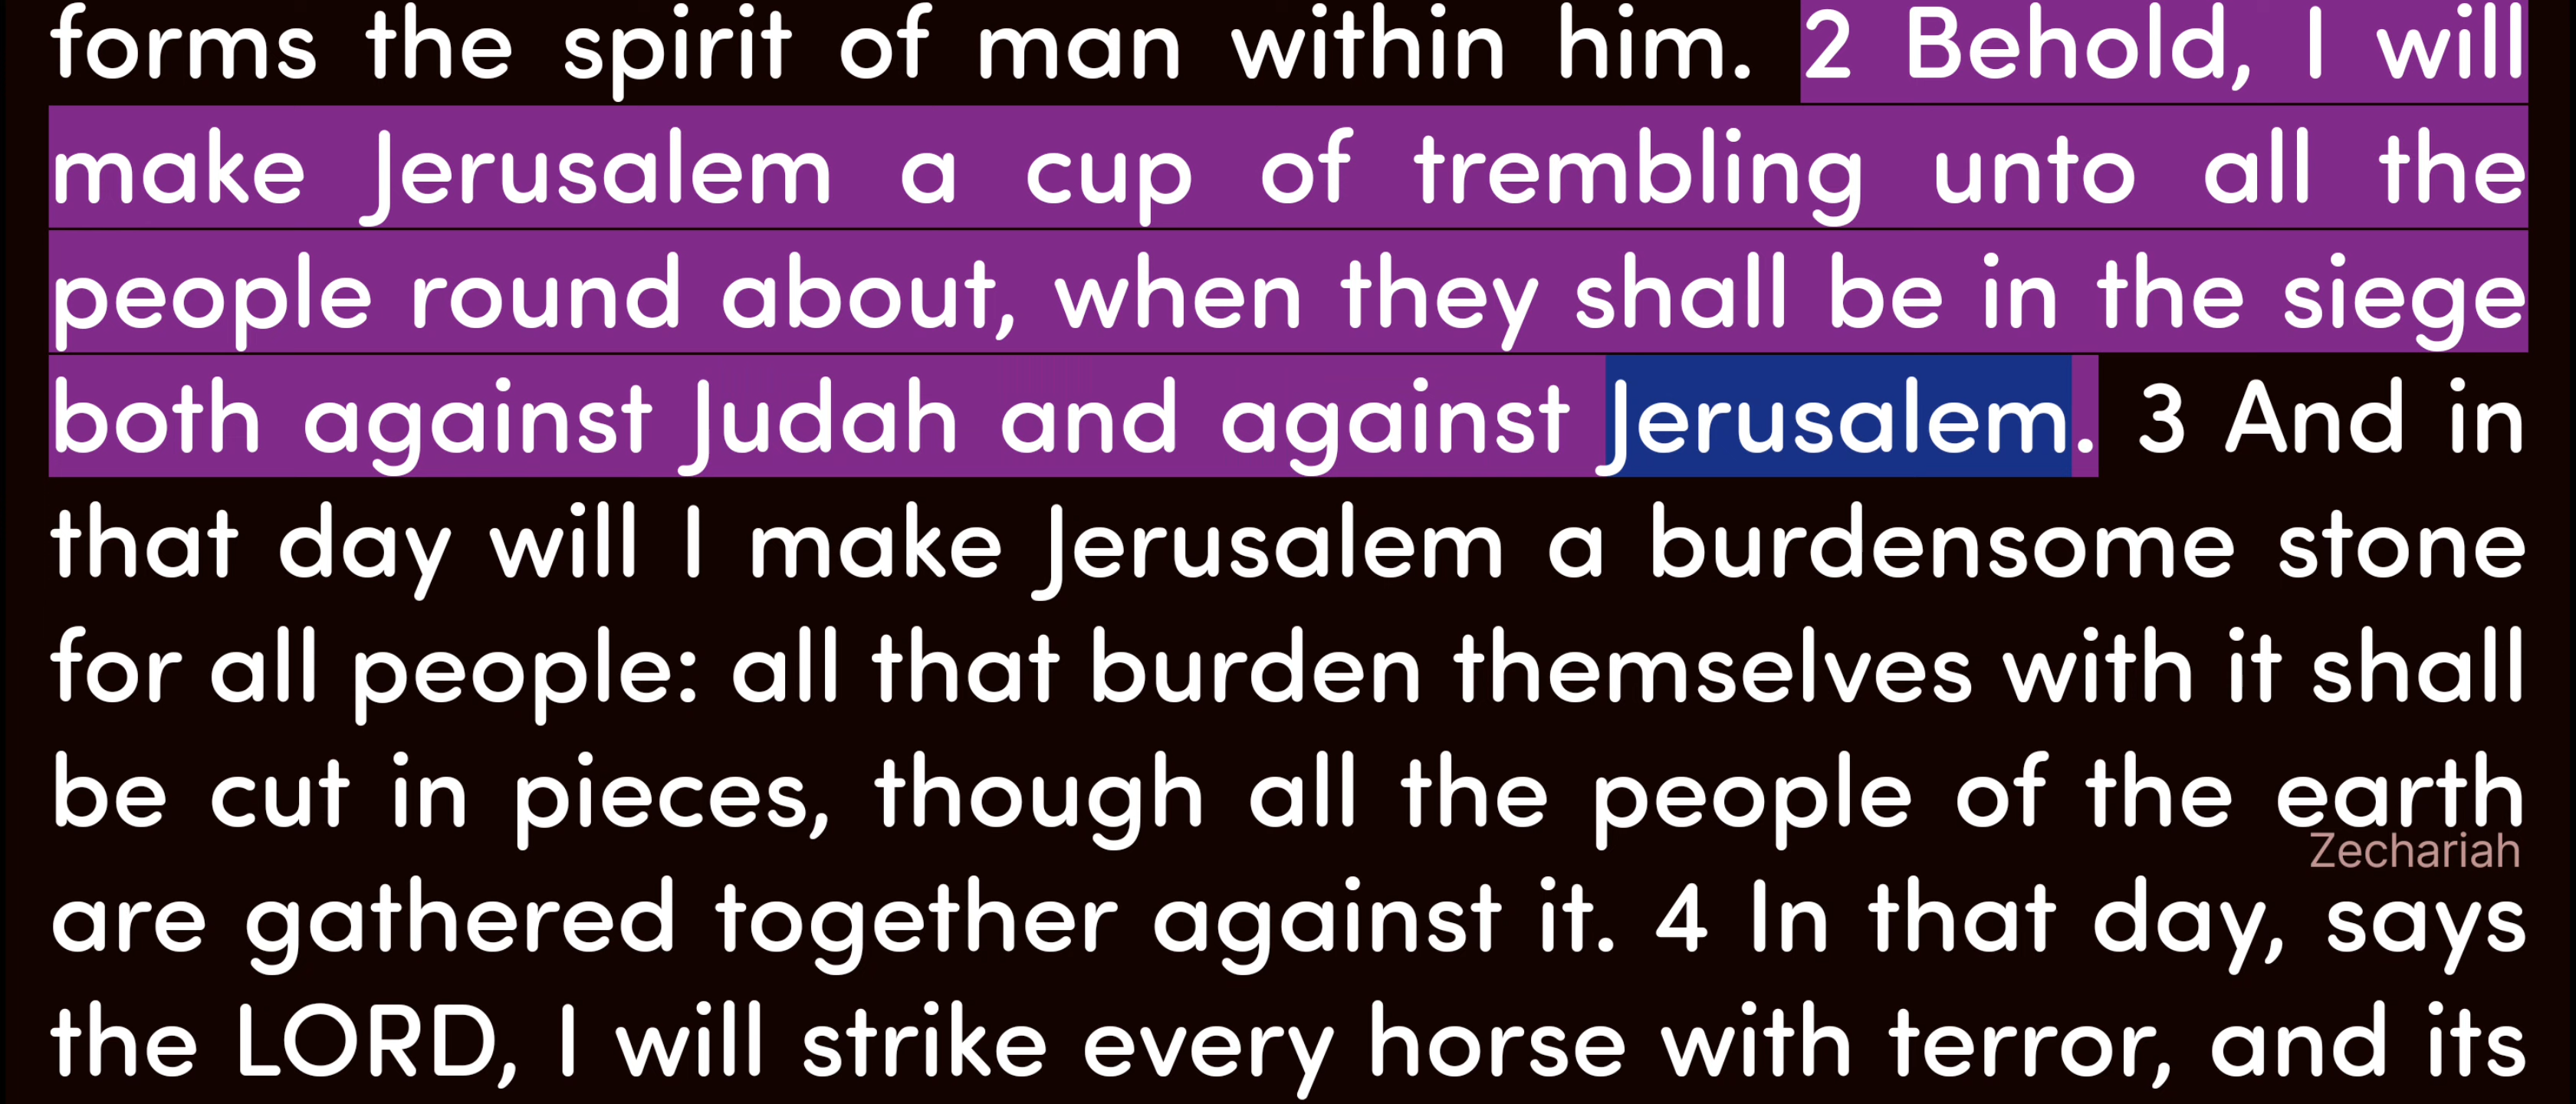 forms the spirit of man within him. 2 Behold, I will
make Jerusalem a cup of trembling unto all the
people round about, when they shall be in the siege
both against Judah and against Jerusalem. 3 And in
that day will I make Jerusalem a burdensome stone
for all people: all that burden themselves with it shall
be cut in pieces, though all the people of the earth
Zechariah
are gathered together against it. 4 In that day, says
the LORD, I will strike every horse with terror, and its